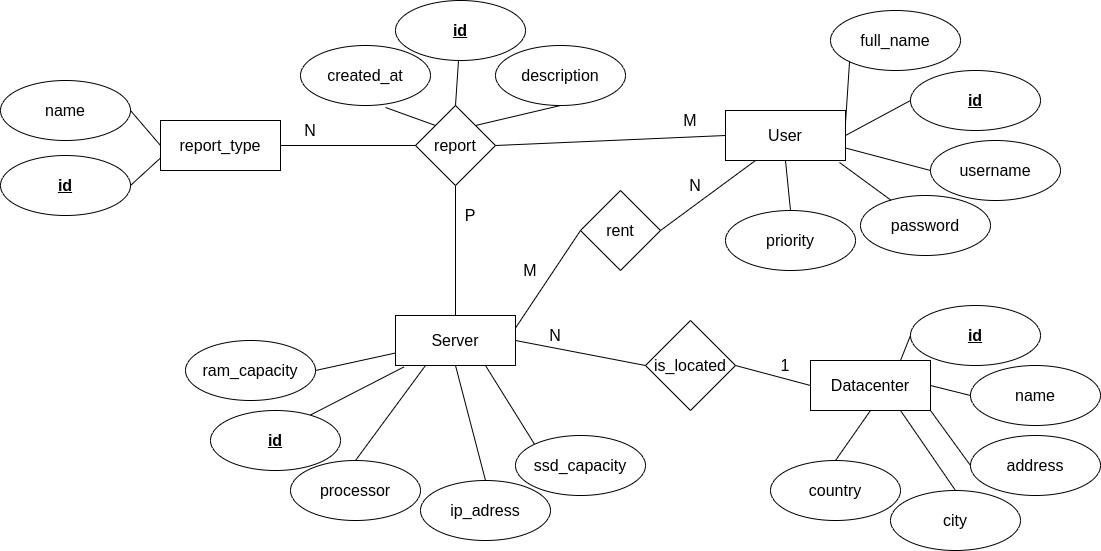 id
full_name
created_at
description
id
name
M
N
report_type
report
User
username
id
N
P
password
rent
priority
M
id
N
Server
is_located
1
ram_capacity
Datacenter
name
id
ssd_capacity
address
processor
country
ip_adress
city